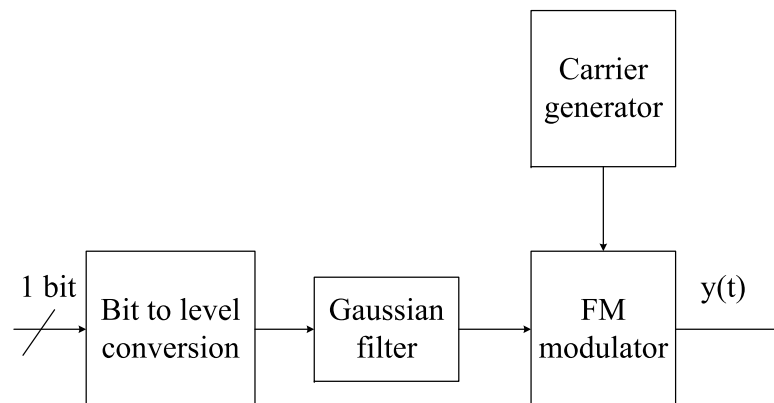 Carrier
generator
1 bit
Bit to level
conversion
Gaussian
filter
FM
modulator
y(t)